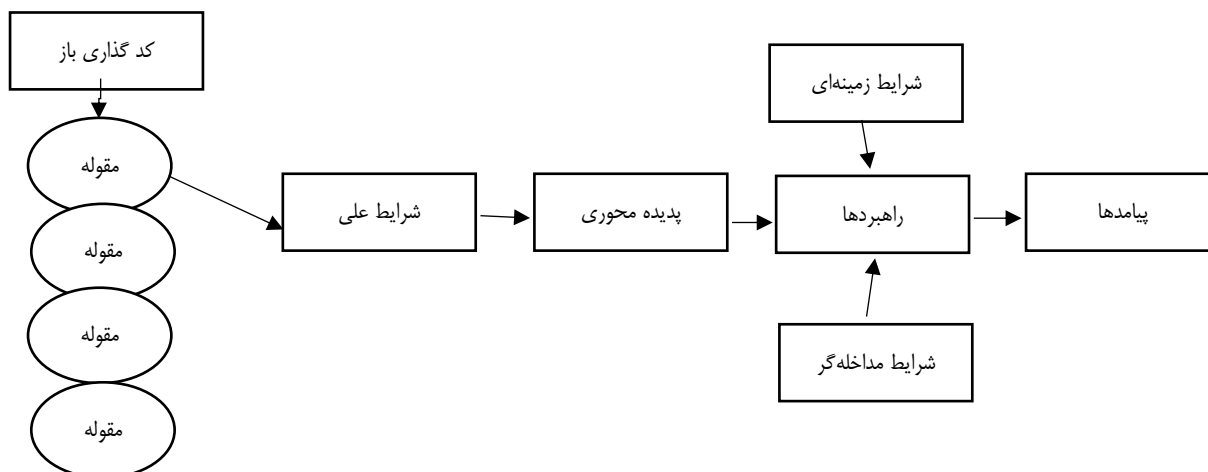 کد گذاری باز
شرایط زمینه‌ای
مقوله
شرایط علی
پدیده محوری
راهبردها
پیامدها
مقوله
مقوله
شرایط مداخله‌گر
مقوله